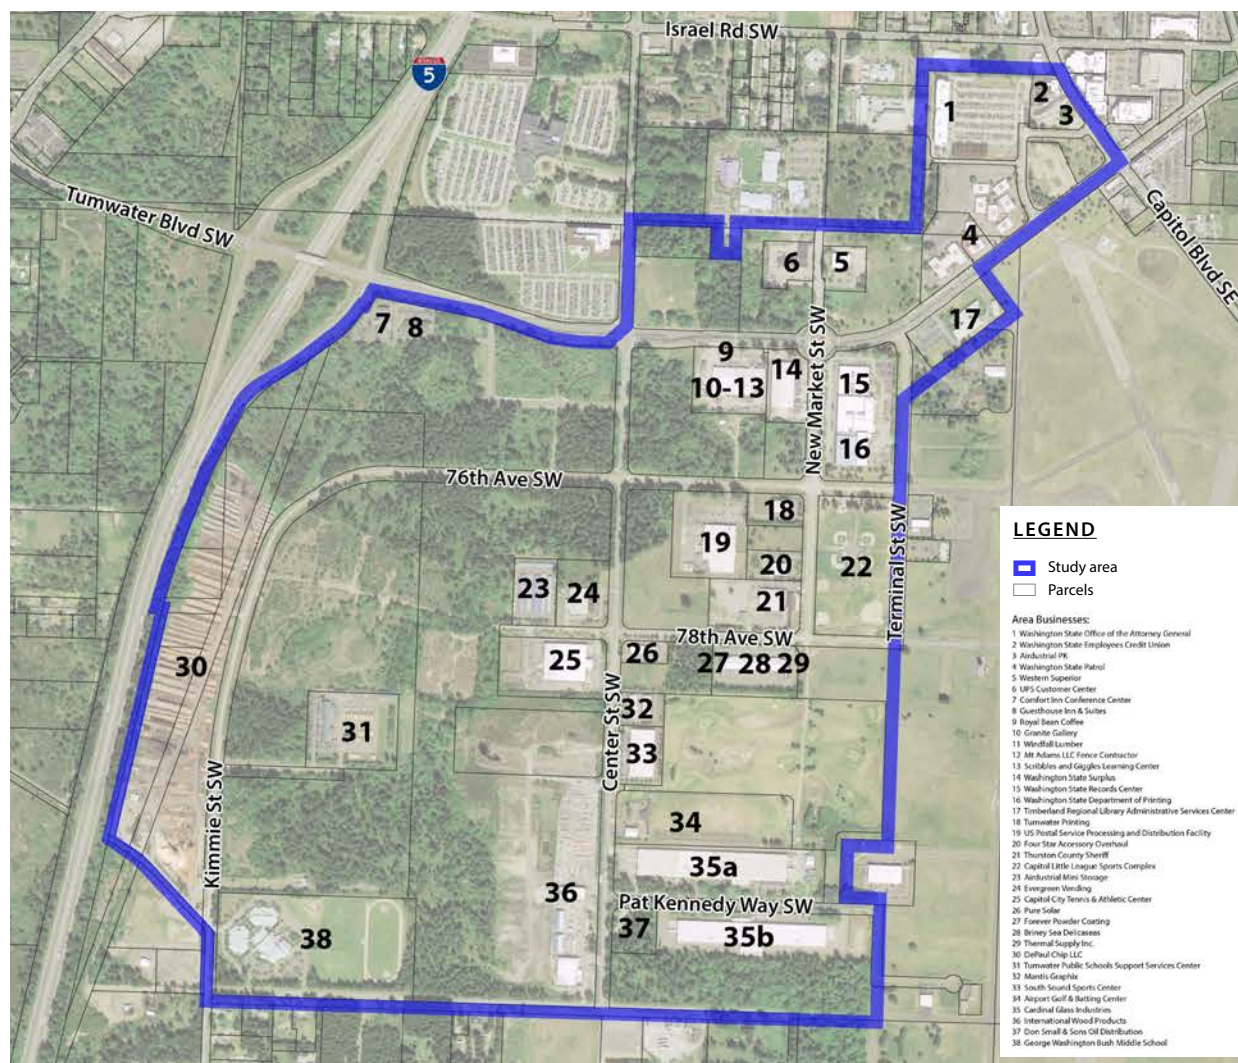 Israel Rd SW
5
Tumwater Blvd SW
Capitol Blvd SE
1
2
3
4
6
5
7
8
17
New Market St SW
9
10-13
14
15
16
76th Ave SW
18
19
20
21
22
Terminal St SW
23
24
78th Ave SW
25
26
27
28
29
30
31
32
33
Center St SW
Kimmie St SW
34
35a
36
Pat Kennedy Way SW
37
35b
38
LEGEND
Study area
Parcels
Area Businesses:
1 Washington State Office of the Attorney General
2 Washington State Employees Credit Union
3 Airdustrial PK
4 Washington State Patrol
5 Western Superior
6 UPS Customer Center
7 Comfort Inn Conference Center
8 Guesthouse Inn & Suites
9 Royal Bean Coffee
10 Granite Gallery
11 Windfall Lumber
12 Mt Adams LLC Fence Contractor
13 Scribbles and Giggles Learning Center
14 Washington State Surplus
15 Washington State Records Center
16 Washington State Department of Printing
17 Timberland Regional Library Administrative Services Center
18 Tumwater Printing
19 US Postal Service Processing and Distribution Facility
20 Four Star Accessory Overhaul
21 Thurston County Sheriff
22 Capitol Little League Sports Complex
23 Airdustrial Mini Storage
24 Evergreen Vending
25 Capitol City Tennis & Athletic Center
26 Pure Solar
27 Forever Powder Coating
28 Briney Sea Delicaseas
29 Thermal Supply Inc.
30 DePaul Chip LLC
31 Tumwater Public Schools Support Services Center
32 Mantis Graphix
33 South Sound Sports Center
34 Airport Golf & Batting Center
35 Cardinal Glass Industries
36 International Wood Products
37 Don Small & Sons Oil Distribution
38 George Washington Bush Middle School